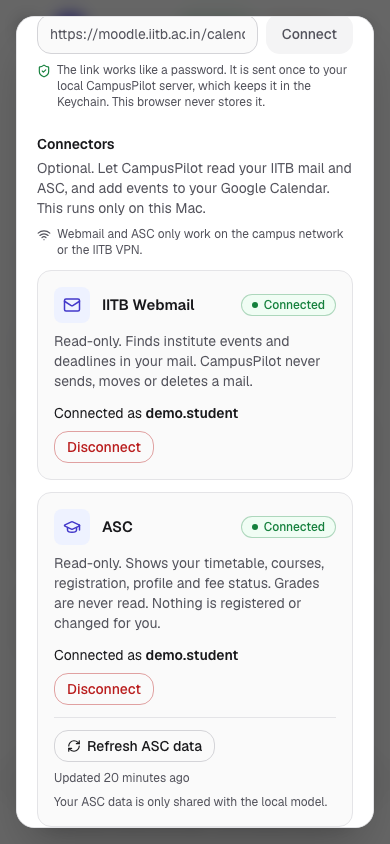 https://moodle.iitb.ac.in/calenc
Connect
The link works like a password. It is sent once to your
local CampusPilot server, which keeps it in the
Keychain. This browser never stores it.
Connectors
Optional. Let CampusPilot read your IITB mail and
ASC, and add events to your Google Calendar.
This runs only on this Mac.
Webmail and ASC only work on the campus network
or the IITB VPN.
IITB Webmail
Connected
Read-only. Finds institute events and
deadlines in your mail. CampusPilot never
sends, moves or deletes a mail.
Connected as demo.student
Disconnect
ASC
Connected
Read-only. Shows your timetable, courses,
registration, profile and fee status. Grades
are never read. Nothing is registered or
changed for you.
Connected as demo.student
Disconnect
Refresh ASC data
Updated 20 minutes ago
Your ASC data is only shared with the local model.